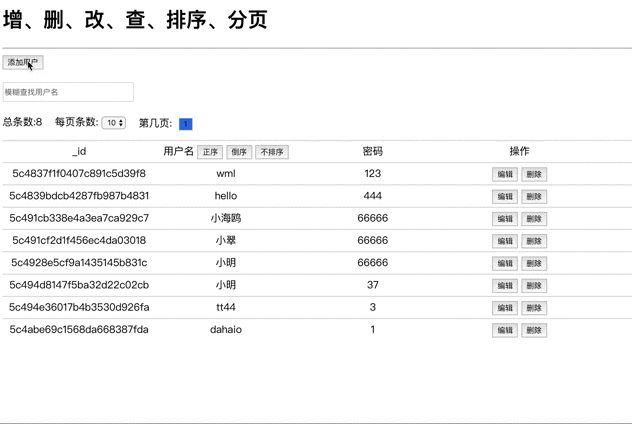 增、删、改、查、排序、分页
添加用户
模糊查找用户名
总条数:8 每页条数: 10 第几页: 1
_id 用户名 正序 倒序 不排序 密码 操作
5c4837f1f0407c891c5d39f8 wml 123 编辑 删除
5c4839bdcb4287fb987b4831 hello 444 编辑 删除
5c491cb338e4a3ea7ca929c7 小海鸥 66666 编辑 删除
5c491cf2d1f456ec4da03018 小翠 66666 编辑 删除
5c4928e5cf9a1435145b831c 小明 66666 编辑 删除
5c494d8147f5ba32d22c02cb 小明 37 编辑 删除
5c494e36017b4b3530d926fa tt44 3 编辑 删除
5c4abe69c1568da668387fda dahaio 1 编辑 删除